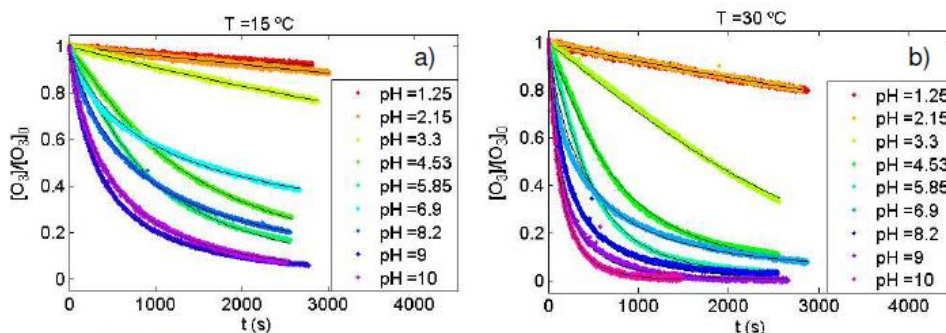 T =15 ºC
a)
[O₃]/[O₃]₀
1
0.8
0.6
0.4
0.2
0
0
1000
2000
3000
4000
t (s)
pH =1.25
pH =2.15
pH =3.3
pH =4.53
pH =5.85
pH =6.9
pH =8.2
pH =9
pH =10
T =30 ºC
b)
[O₃]/[O₃]₀
1
0.8
0.6
0.4
0.2
0
0
1000
2000
3000
4000
t (s)
pH =1.25
pH =2.15
pH =3.3
pH =4.53
pH =5.85
pH =6.9
pH =8.2
pH =9
pH =10